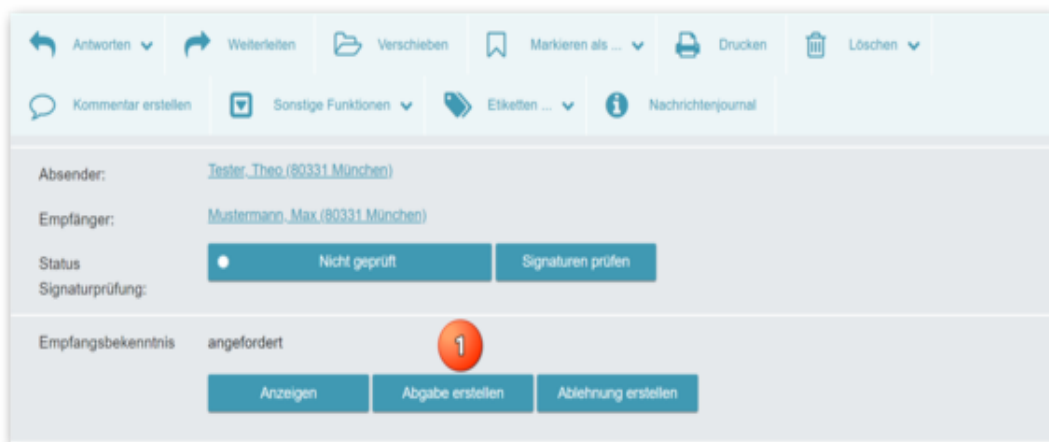 Antworten Weiterleiten Verschieben Markieren als ... Drucken Löschen
Kommentar erstellen Sonstige Funktionen Etiketten ... Nachrichtenjournal
Absender: Tester, Theo (80331 München)
Empfänger: Mustermann, Max (80331 München)
Status Signaturprüfung: Nicht geprüft Signaturen prüfen
Empfangsbekenntnis angefordert
1
Anzeigen Abgabe erstellen Ablehnung erstellen